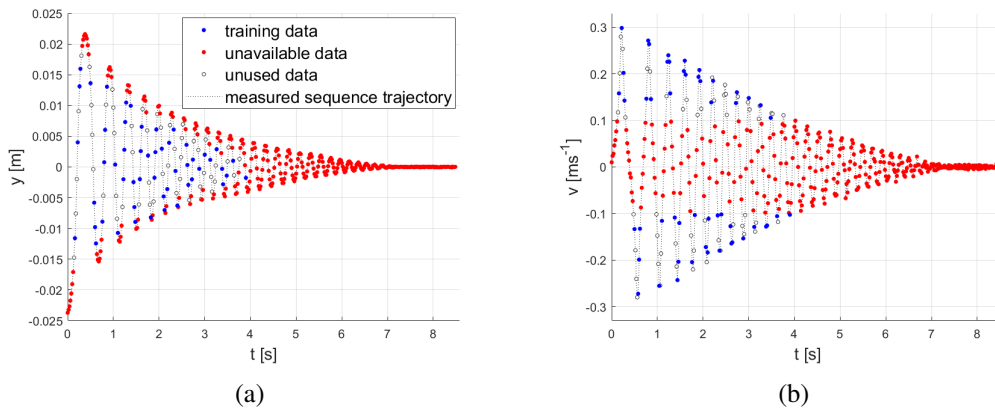 0.025
0.02
0.015
0.01
0.005
0
-0.005
-0.01
-0.015
-0.02
-0.025
y [m]
0 1 2 3 4 5 6 7 8
t [s]
training data
unavailable data
unused data
measured sequence trajectory
(a)
0.3
0.2
0.1
0
-0.1
-0.2
-0.3
v [ms⁻¹]
0 1 2 3 4 5 6 7 8
t [s]
(b)